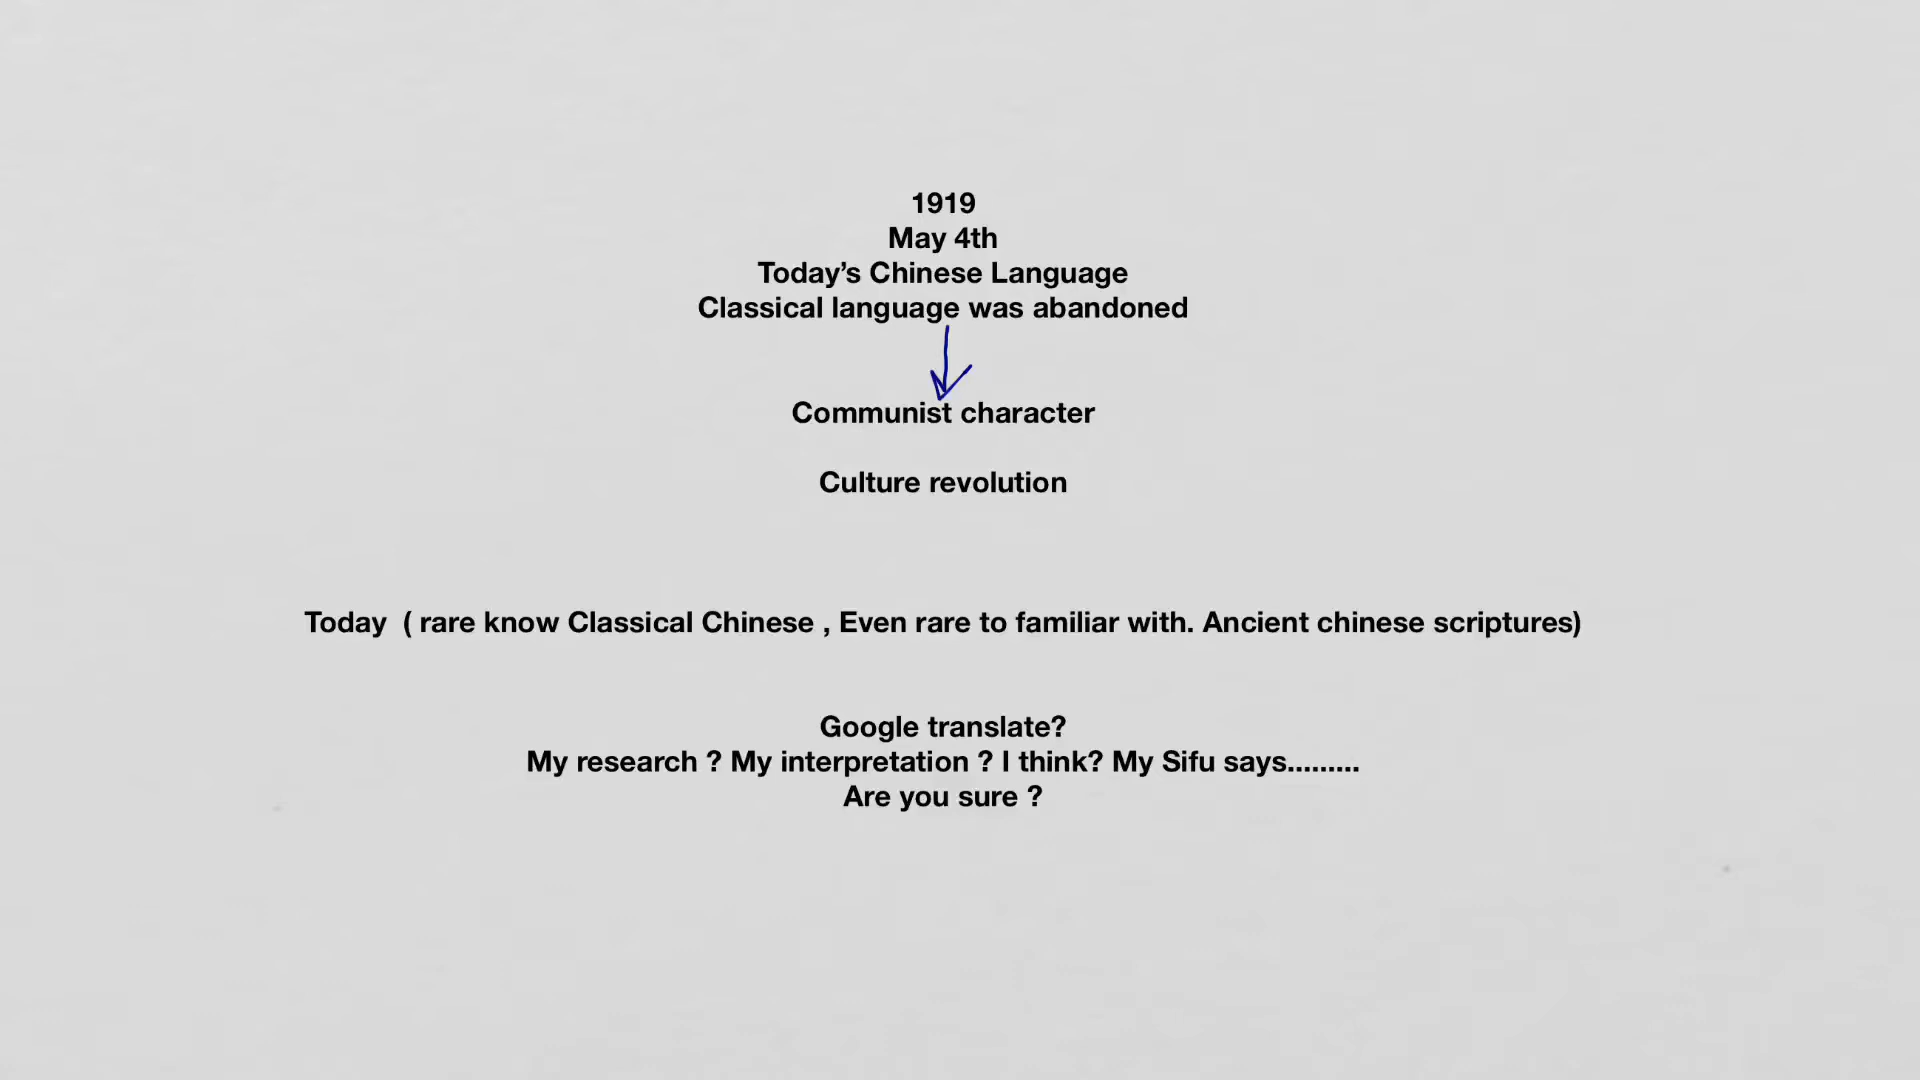 1919
May 4th
Today’s Chinese Language
Classical language was abandoned
Communist character
Culture revolution
Today ( rare know Classical Chinese , Even rare to familiar with. Ancient chinese scriptures)
Google translate?
My research ? My interpretation ? I think? My Sifu says.........
Are you sure ?